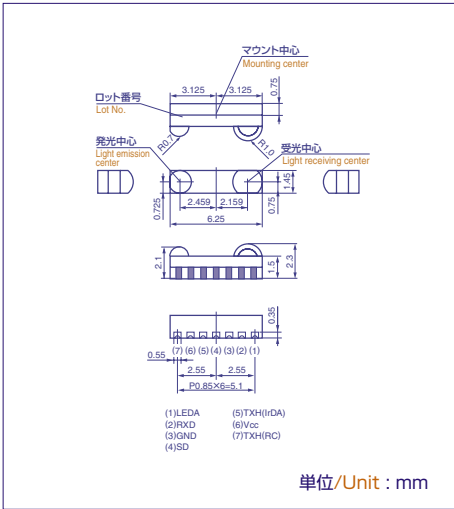 マウント中心
Mounting center
3.125
3.125
0.75
ロット番号
Lot No.
R0.7
R1.0
発光中心
Light emission
center
受光中心
Light receiving center
0.725
2.459
2.159
0.75
1.45
6.25
2.1
1.5
2.3
0.35
0.55
(7) (6) (5) (4) (3) (2) (1)
2.55
2.55
P0.85×6=5.1
(1)LEDA
(2)RXD
(3)GND
(4)SD
(5)TXH(IrDA)
(6)Vcc
(7)TXH(RC)
単位/Unit : mm